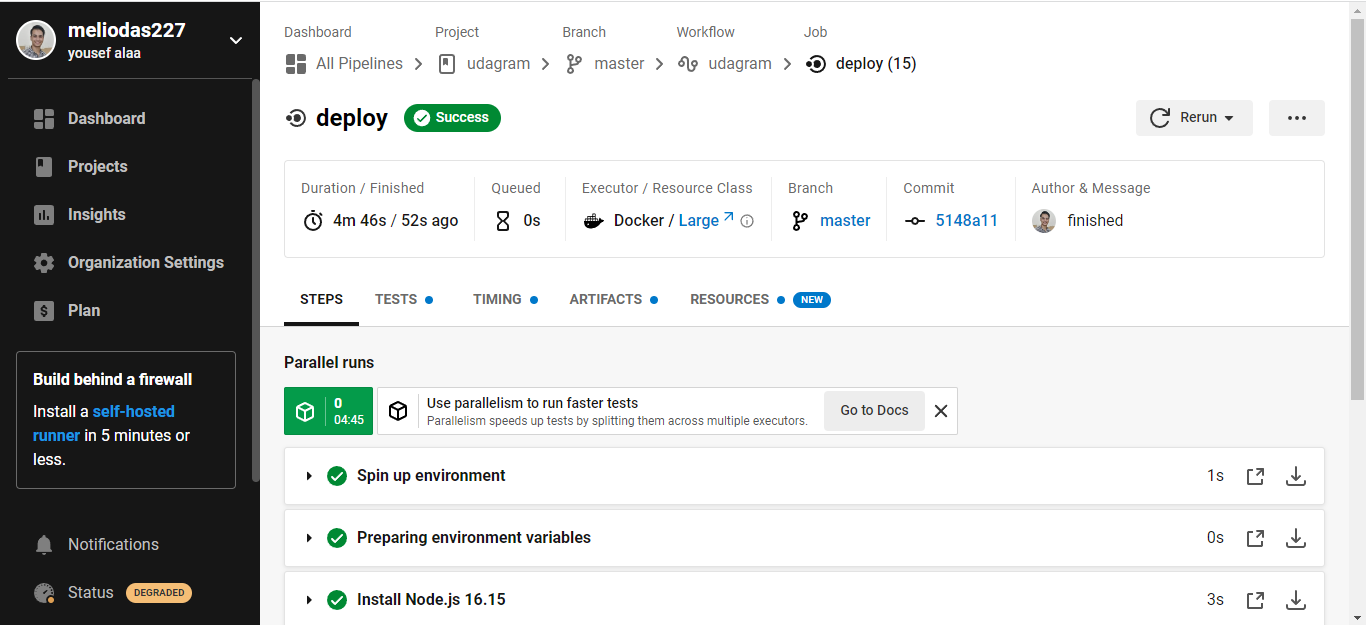 meliodas227
yousef alaa
Dashboard
Projects
Insights
Organization Settings
Plan
Build behind a firewall
Install a self-hosted
runner in 5 minutes or
less.
Notifications
Status DEGRADED
Dashboard Project Branch Workflow Job
All Pipelines udagram master udagram deploy (15)
deploy Success Rerun
Duration / Finished Queued Executor / Resource Class Branch Commit Author & Message
4m 46s / 52s ago 0s Docker / Large master 5148a11 finished
STEPS TESTS TIMING ARTIFACTS RESOURCES NEW
Parallel runs
0
04:45
Use parallelism to run faster tests
Parallelism speeds up tests by splitting them across multiple executors.
Go to Docs
Spin up environment 1s
Preparing environment variables 0s
Install Node.js 16.15 3s